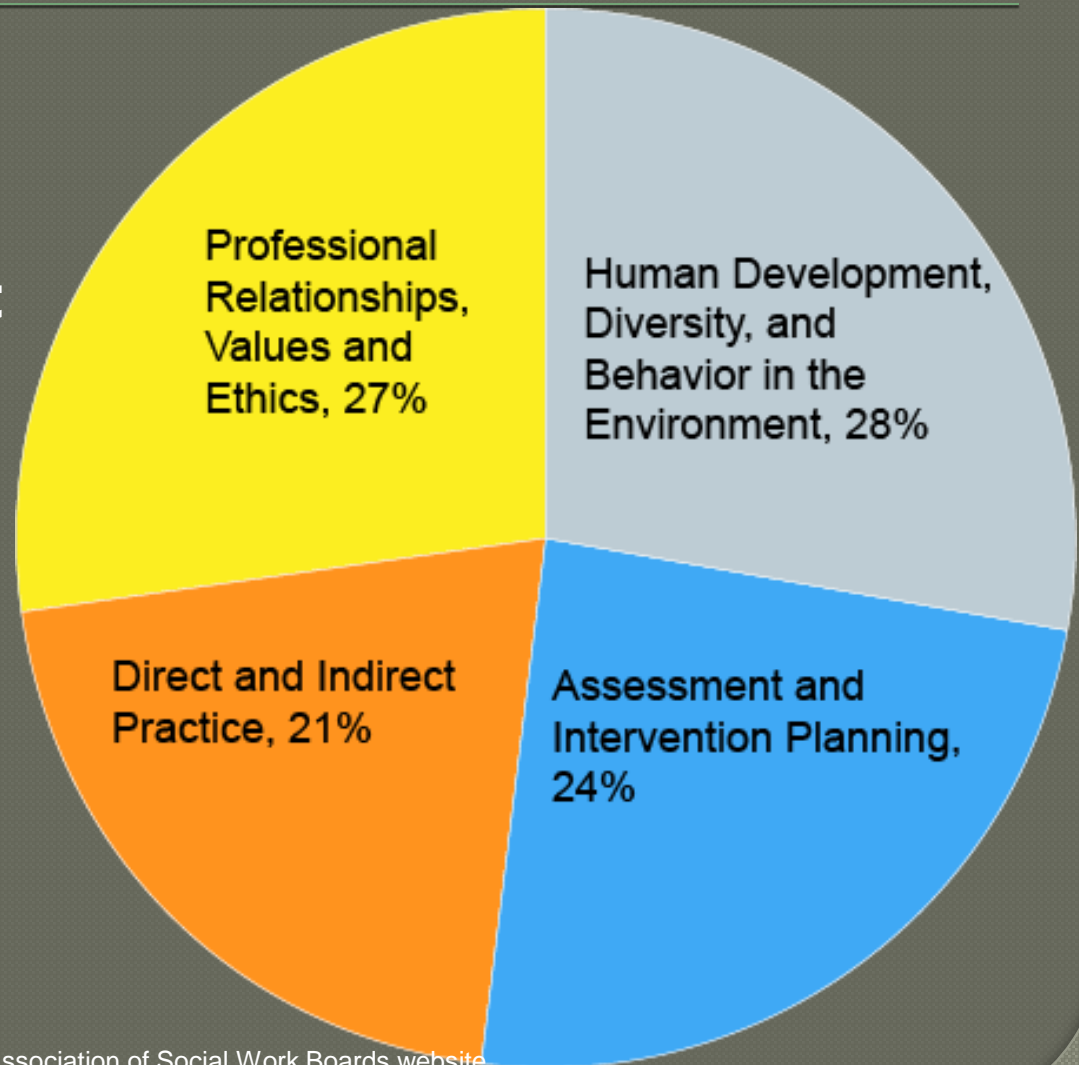 Professional
Relationships,
Values and
Ethics, 27%
Human Development,
Diversity, and
Behavior in the
Environment, 28%
Direct and Indirect
Practice, 21%
Assessment and
Intervention Planning,
24%
of Social Work Boards website